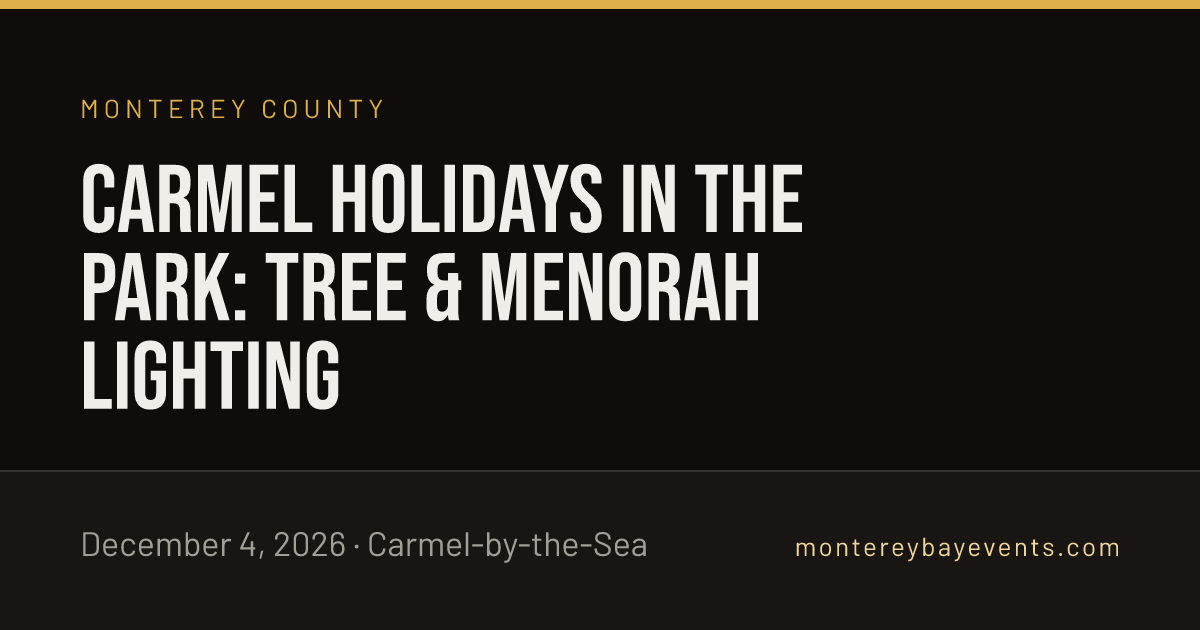 MONTEREY COUNTY
CARMEL HOLIDAYS IN THE
PARK: TREE & MENORAH
LIGHTING
December 4, 2026 · Carmel-by-the-Sea
montereybayevents.com